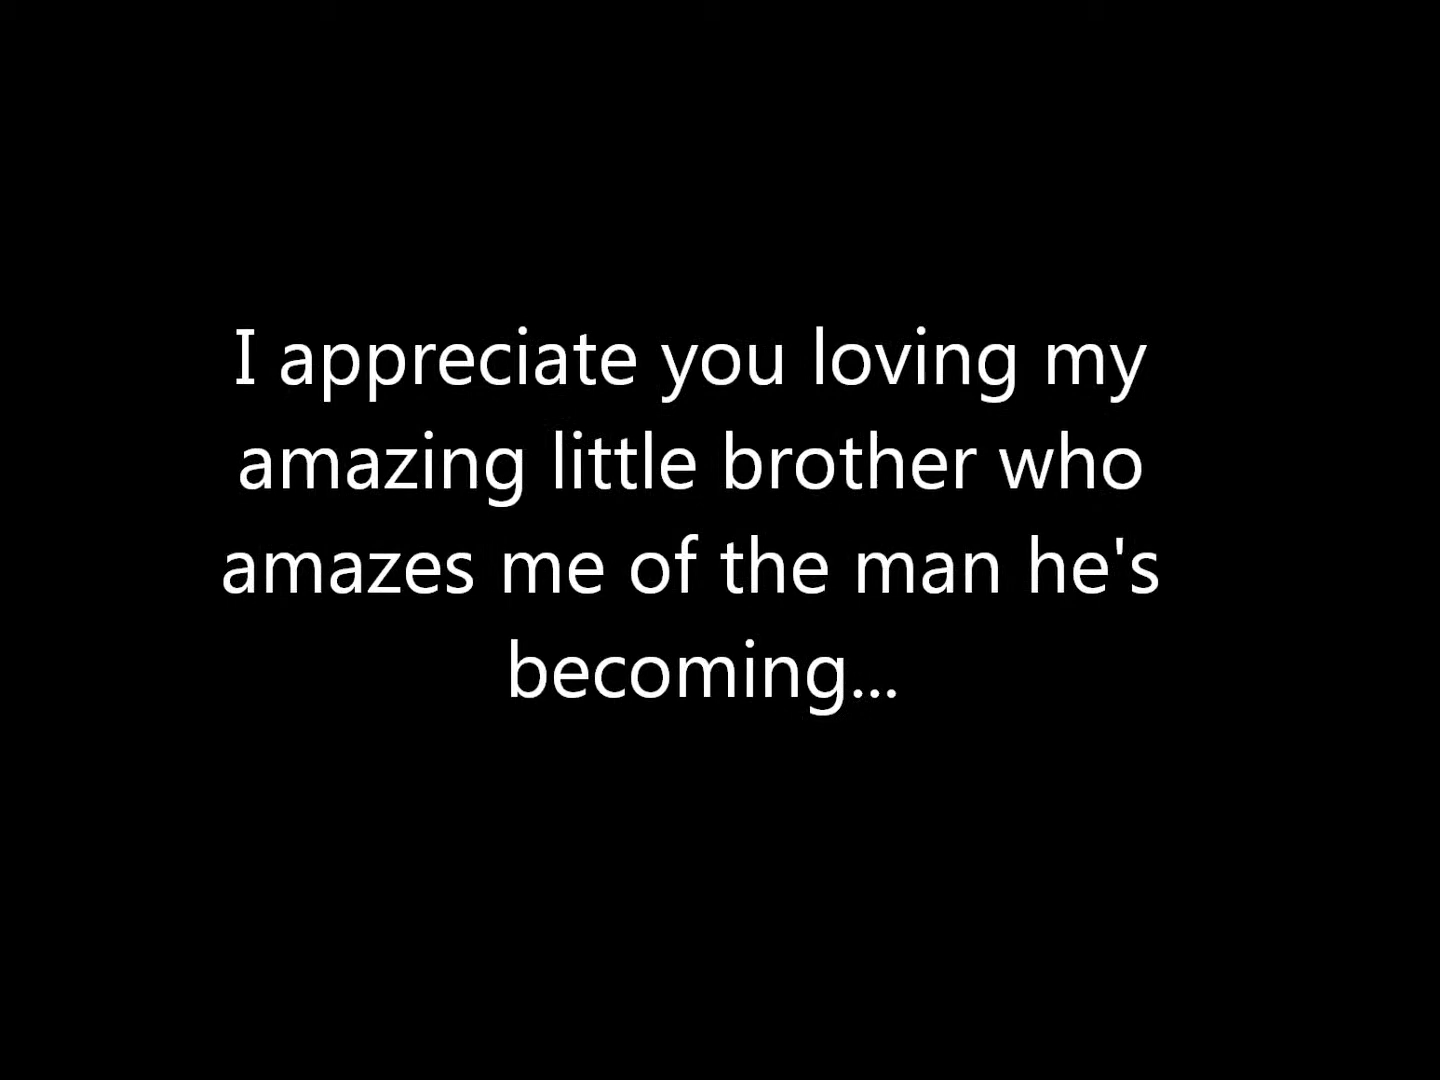 I appreciate you loving my
amazing little brother who
amazes me of the man he's
becoming...